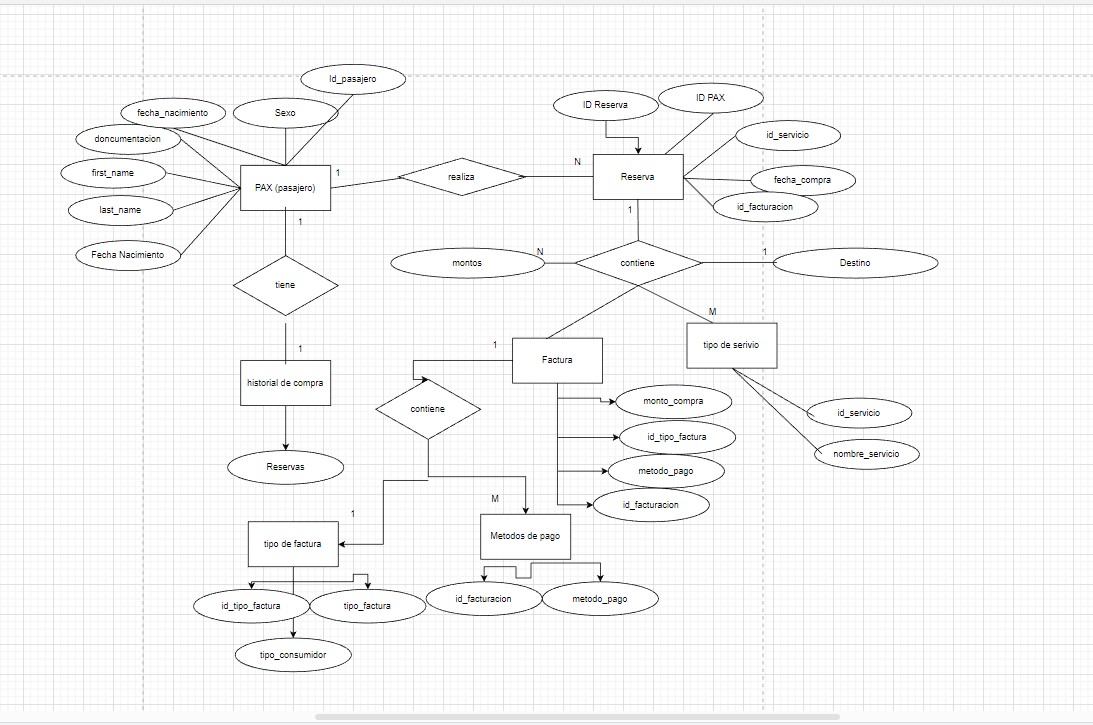 Id_pasajero
fecha_nacimiento
Sexo
ID Reserva
ID PAX
doncumentacion
id_servicio
first_name
PAX (pasajero)
1
realiza
N
Reserva
fecha_compra
last_name
id_facturacion
1
1
Fecha Nacimiento
montos
N
contiene
1
Destino
tiene
M
1
historial de compra
1
Factura
tipo de serivio
contiene
monto_compra
id_servicio
id_tipo_factura
nombre_servicio
Reservas
metodo_pago
id_facturacion
M
1
tipo de factura
Metodos de pago
id_tipo_factura
tipo_factura
id_facturacion
metodo_pago
tipo_consumidor